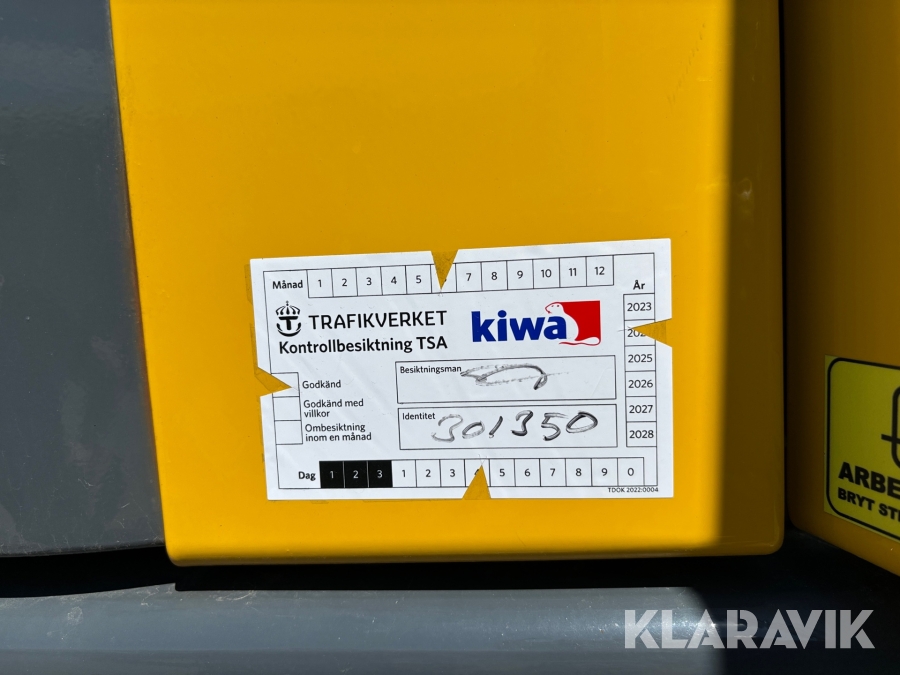 Månad 1 2 3 4 5 7 8 9 10 11 12
År
TRAFIKVERKET
Kontrollbesiktning TSA
kiwa
2023
2025
2026
2027
2028
Godkänd
Godkänd med
villkor
Ombesiktning
inom en månad
Besiktningsman
Identitet
301350
Dag 1 2 3 1 2 3 5 6 7 8 9 0
TDOK 2022:0004
ARBE
BRYT ST
KLARAVIK